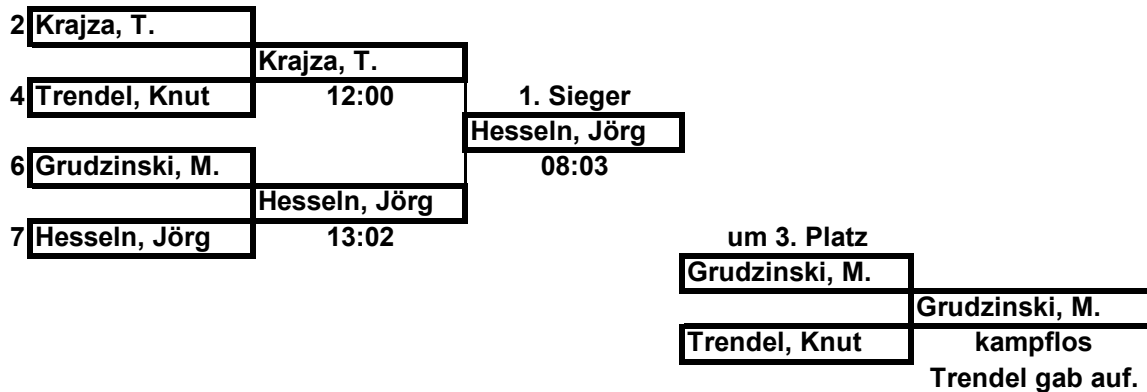 2 Krajza, T.
Krajza, T.
4 Trendel, Knut 12:00 1. Sieger
Hesseln, Jörg
6 Grudzinski, M. 08:03
Hesseln, Jörg
7 Hesseln, Jörg 13:02 um 3. Platz
Grudzinski, M.
Grudzinski, M.
Trendel, Knut kampflos
Trendel gab auf.